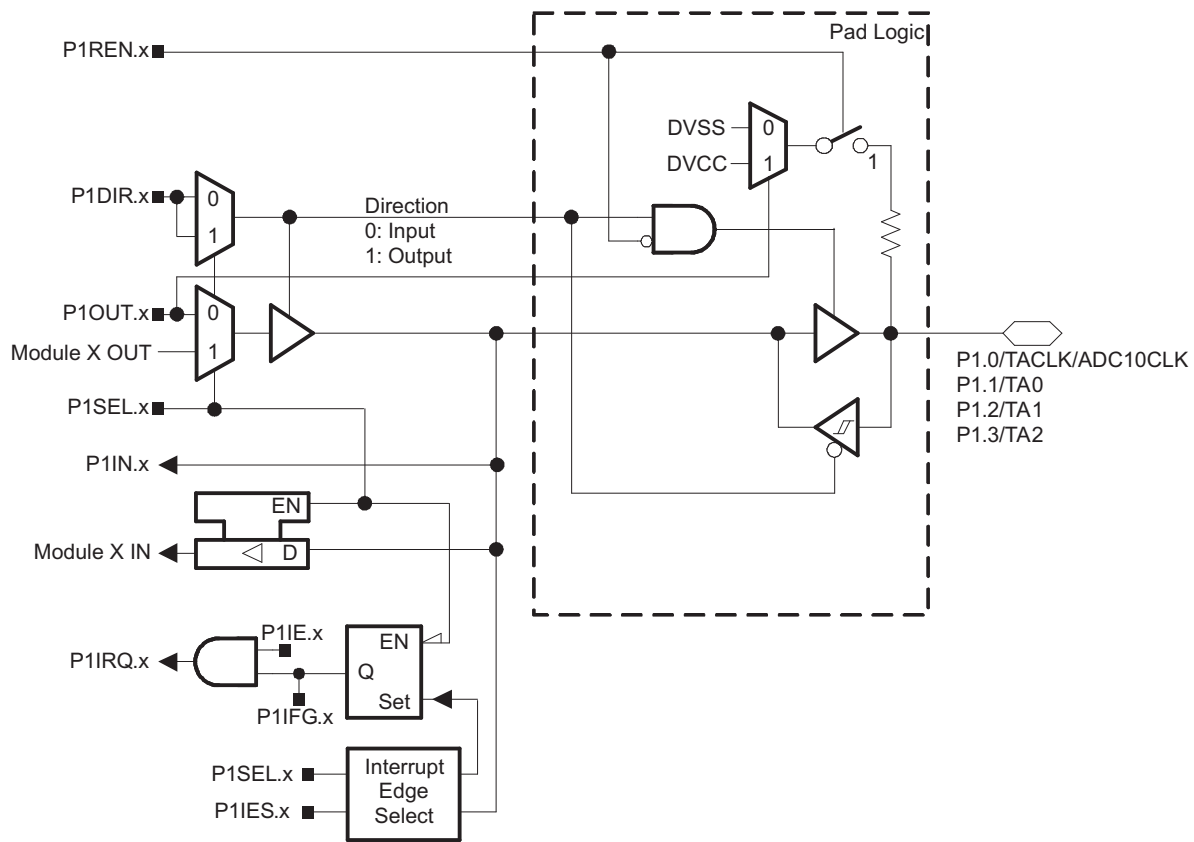 Pad Logic
P1REN.x
DVSS
0
DVCC
1
1
P1DIR.x
0
1
Direction
0: Input
1: Output
P1OUT.x
0
Module X OUT
1
P1.0/TACLK/ADC10CLK
P1.1/TA0
P1.2/TA1
P1.3/TA2
P1SEL.x
P1IN.x
EN
Module X IN
D
P1IE.x
P1IRQ.x
EN
Q
Set
P1IFG.x
P1SEL.x
P1IES.x
Interrupt
Edge
Select